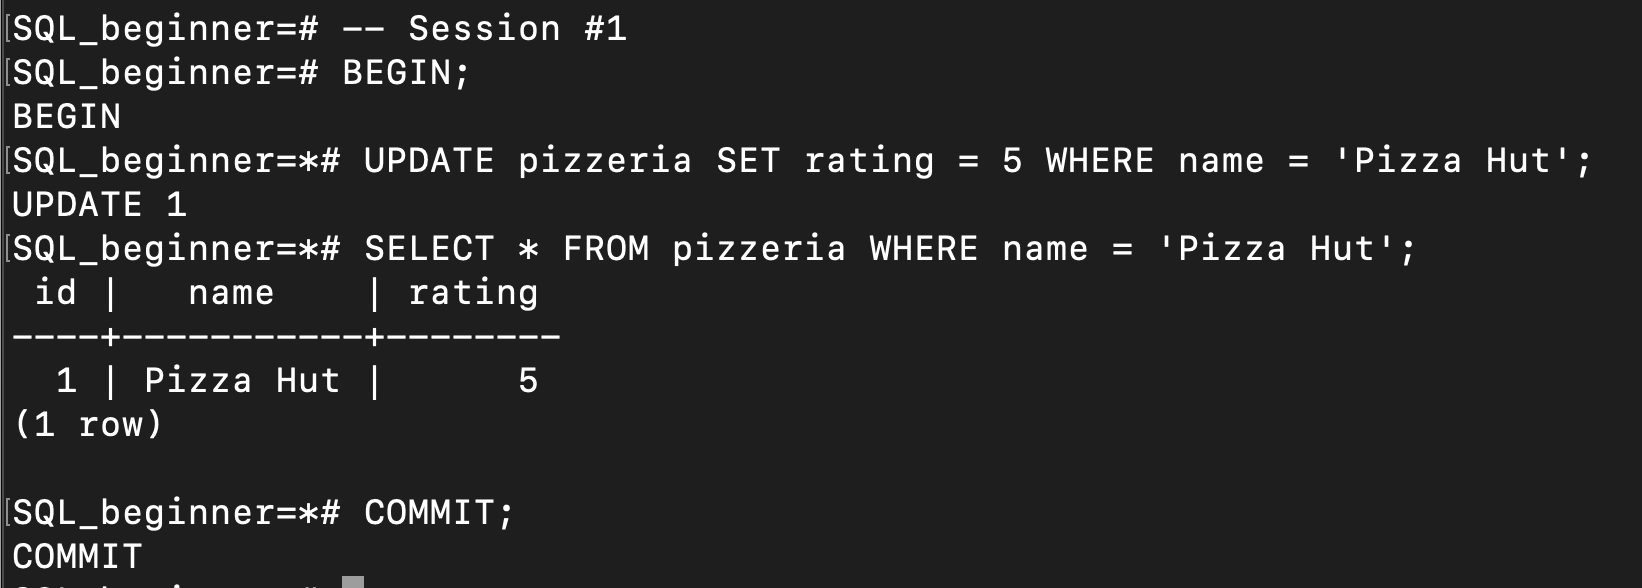 [SQL_beginner=# -- Session #1
[SQL_beginner=# BEGIN;
BEGIN
[SQL_beginner=*# UPDATE pizzeria SET rating = 5 WHERE name = 'Pizza Hut';
UPDATE 1
[SQL_beginner=*# SELECT * FROM pizzeria WHERE name = 'Pizza Hut';
 id |   name    | rating
----+-----------+--------
  1 | Pizza Hut |      5
(1 row)

[SQL_beginner=*# COMMIT;
COMMIT